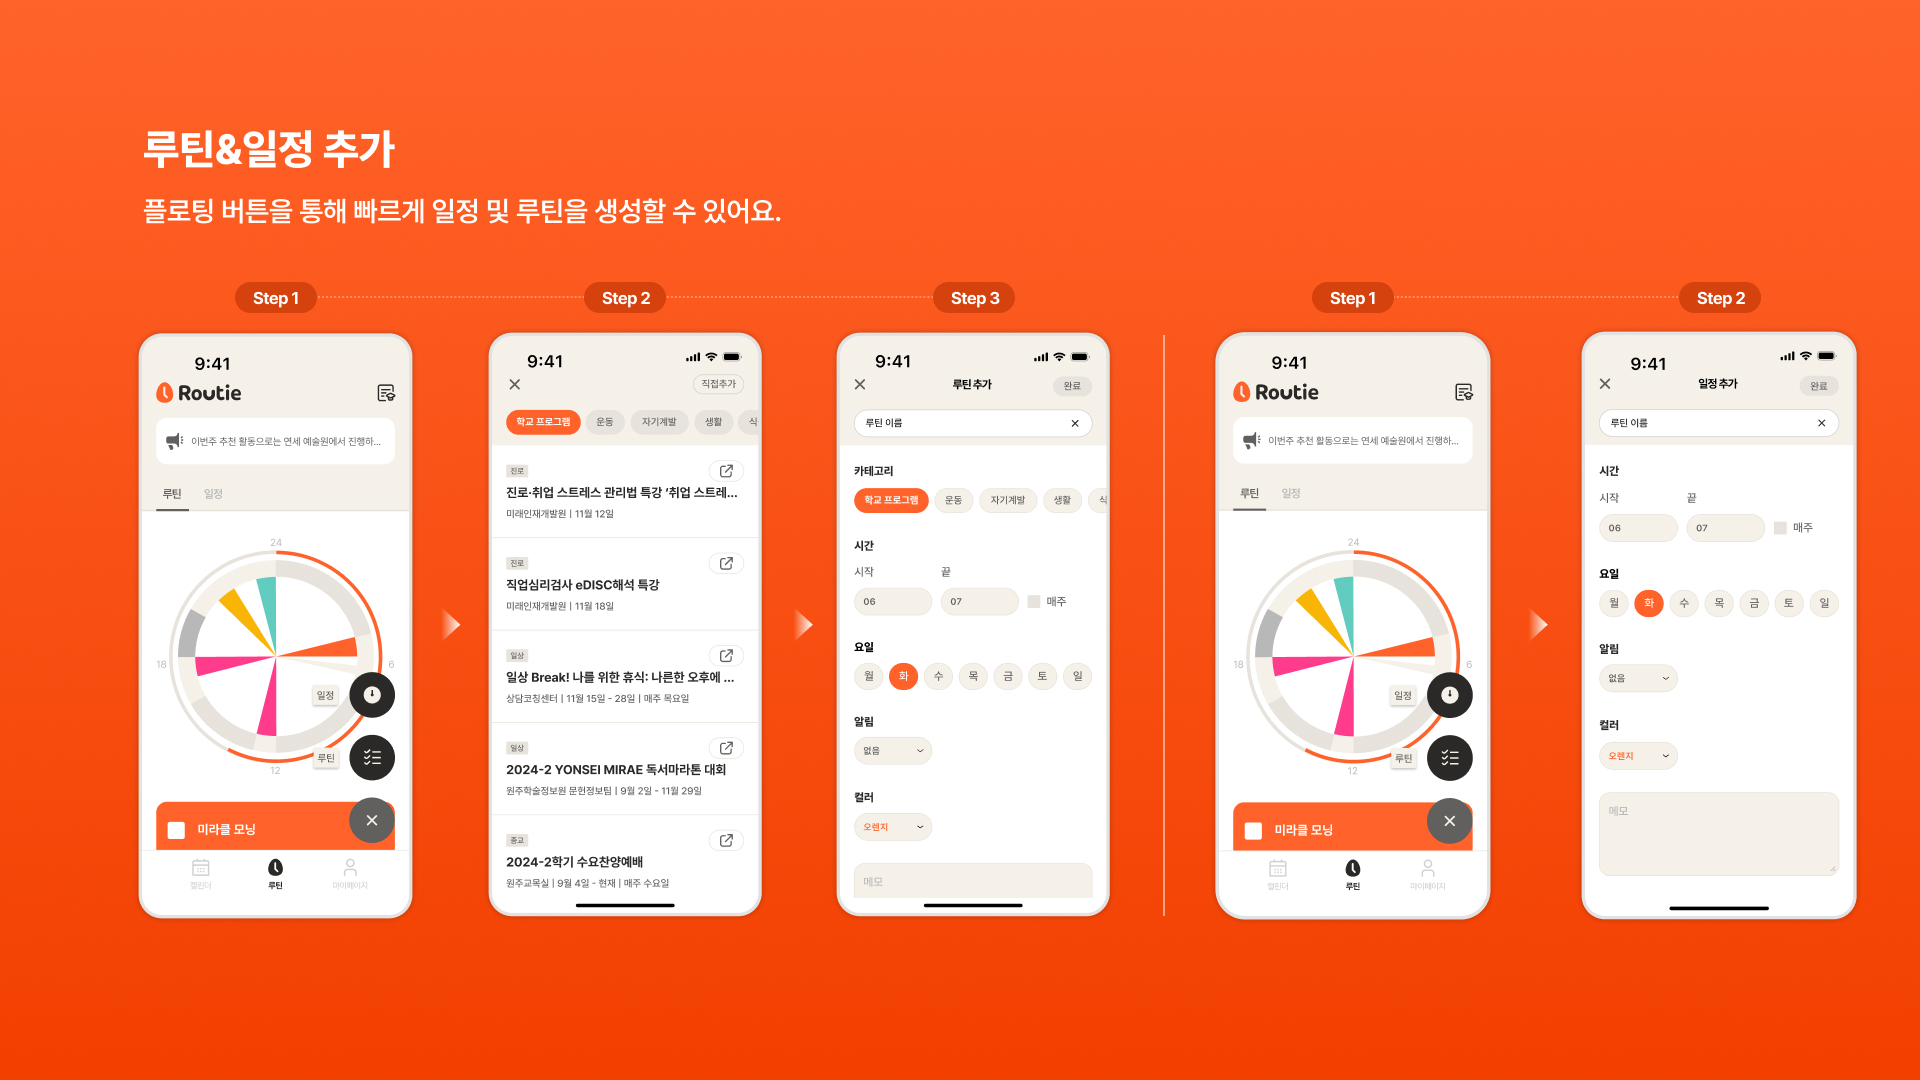 루틴&일정 추가
플로팅 버튼을 통해 빠르게 일정 및 루틴을 생성할 수 있어요.
Step 1
Step 2
Step 3
Step 1
Step 2
9:41
Routie
이번주 추천 활동으로는 연세 예술원에서 진행하...
루틴 일정
24
18
6
12
일정
루틴
미라클 모닝
캘린더 루틴 마이페이지
9:41
직접추가
학교 프로그램 운동 자기계발 생활 식
진로
진로·취업 스트레스 관리법 특강 '취업 스트레...
미래인재개발원 | 11월 12일
진로
직업심리검사 eDISC해석 특강
미래인재개발원 | 11월 18일
일상
일상 Break! 나를 위한 휴식: 나른한 오후에 ...
상담코칭센터 | 11월 15일 - 28일 | 매주 목요일
일상
2024-2 YONSEI MIRAE 독서마라톤 대회
원주학술정보원 문헌정보팀 | 9월 2일 - 11월 29일
종교
2024-2학기 수요찬양예배
원주교목실 | 9월 4일 - 현재 | 매주 수요일
9:41
루틴 추가
완료
루틴 이름
카테고리
학교 프로그램 운동 자기계발 생활 식
시간
시작 끝
06 07 매주
요일
월 화 수 목 금 토 일
알림
없음
컬러
오렌지
메모
9:41
Routie
이번주 추천 활동으로는 연세 예술원에서 진행하...
루틴 일정
24
18
6
12
일정
루틴
미라클 모닝
캘린더 루틴 마이페이지
9:41
일정 추가
완료
루틴 이름
시간
시작 끝
06 07 매주
요일
월 화 수 목 금 토 일
알림
없음
컬러
오렌지
메모